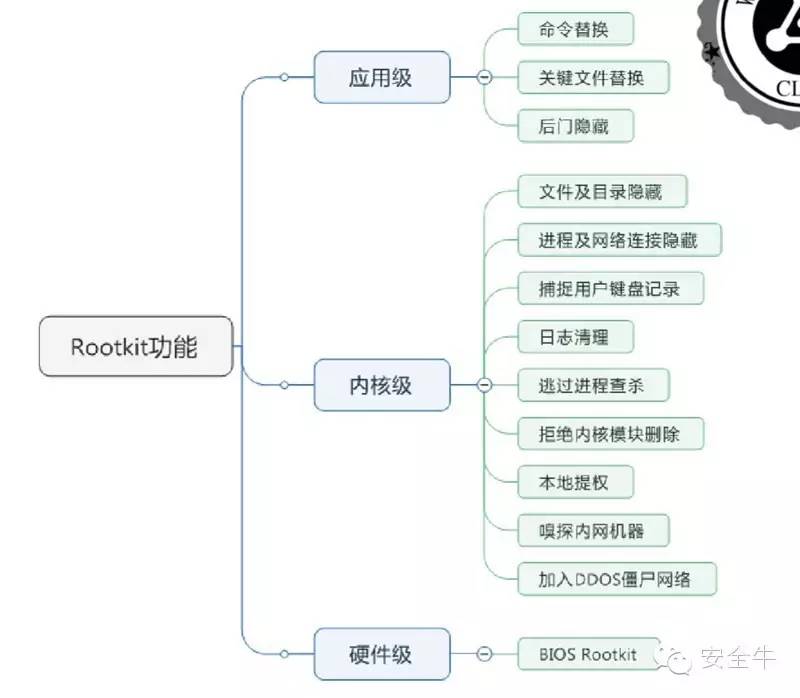 命令替换
应用级
关键文件替换
后门隐藏
CL
文件及目录隐藏
进程及网络连接隐藏
捕捉用户键盘记录
Rootkit功能
日志清理
内核级
逃过进程查杀
拒绝内核模块删除
本地提权
嗅探内网机器
加入DDOS僵尸网络
硬件级
BIOS Rootkit
安全牛